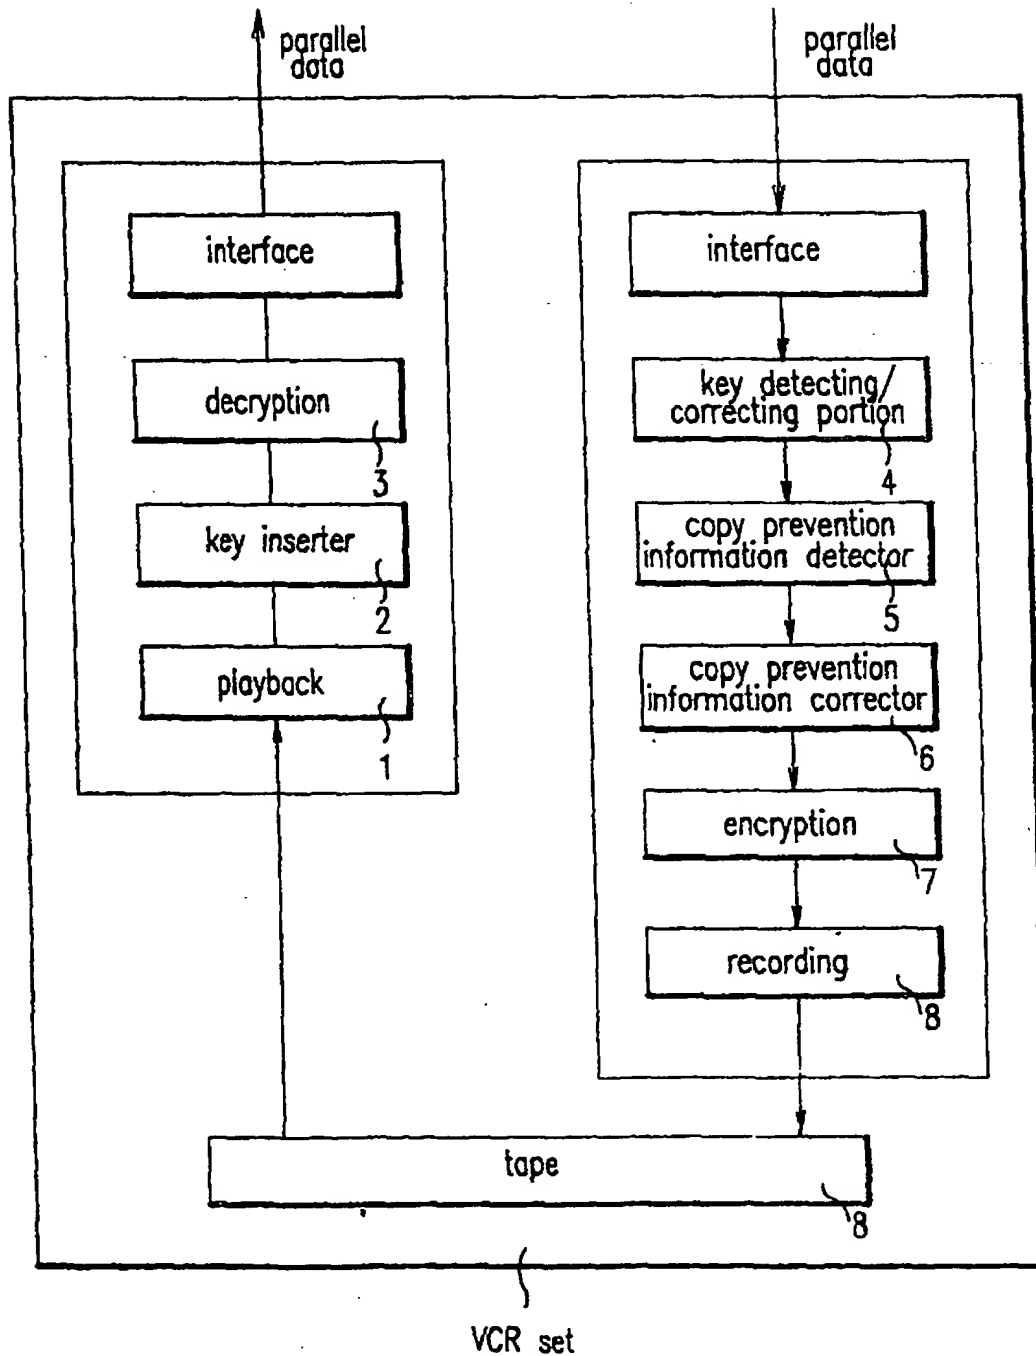 parallel
data
interface
decryption
3
key inserter
2
playback
1
parallel
data
interface
key detecting/
correcting portion
4
copy prevention
information detector
5
copy prevention
information corrector
6
encryption
7
recording
8
tape
8
VCR set